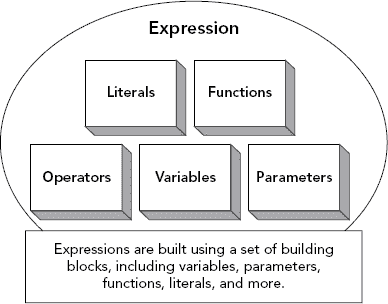 Expression
Literals Functions
Operators Variables Parameters
Expressions are built using a set of building
blocks, including variables, parameters,
functions, literals, and more.